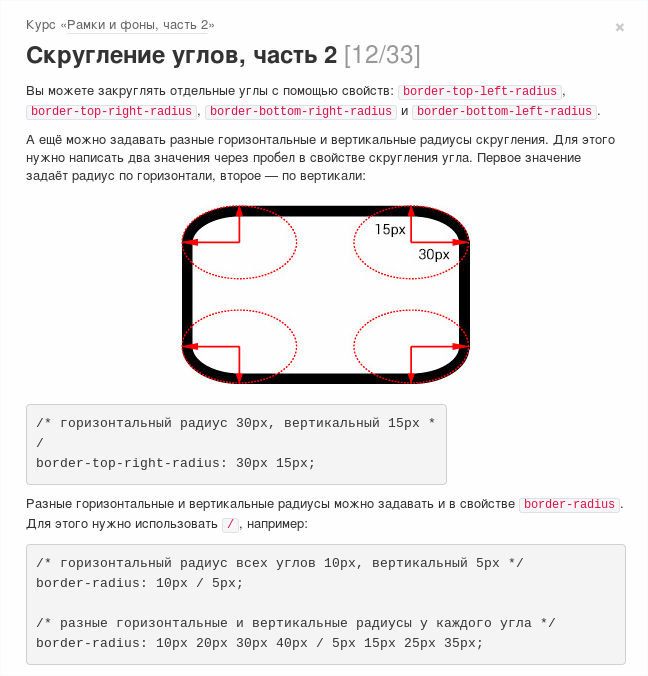 Курс «Рамки и фоны, часть 2»
×
Скругление углов, часть 2 [12/33]
Вы можете закруглять отдельные углы с помощью свойств: border-top-left-radius,
border-top-right-radius, border-bottom-right-radius и border-bottom-left-radius.
А ещё можно задавать разные горизонтальные и вертикальные радиусы скругления. Для этого
нужно написать два значения через пробел в свойстве скругления угла. Первое значение
задаёт радиус по горизонтали, второе — по вертикали:
15px
30px
/* горизонтальный радиус 30px, вертикальный 15px *
/
border-top-right-radius: 30px 15px;
Разные горизонтальные и вертикальные радиусы можно задавать и в свойстве border-radius.
Для этого нужно использовать /, например:
/* горизонтальный радиус всех углов 10px, вертикальный 5px */
border-radius: 10px / 5px;
/* разные горизонтальные и вертикальные радиусы у каждого угла */
border-radius: 10px 20px 30px 40px / 5px 15px 25px 35px;